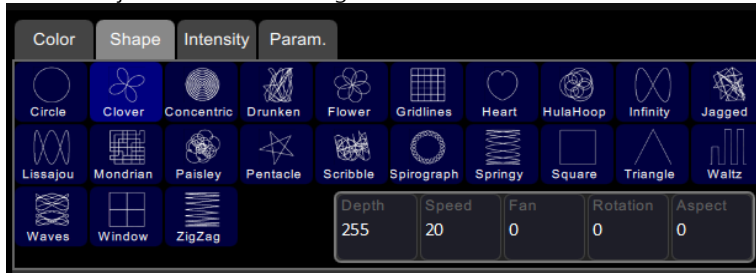 Color Shape Intensity Param.
Circle Clover Concentric Drunken Flower Gridlines Heart HulaHoop Infinity Jagged
Lissajou Mondrian Paisley Pentacle Scribble Spirograph Springy Square Triangle Waltz
Waves Window ZigZag
Depth Speed Fan Rotation Aspect
255 20 0 0 0